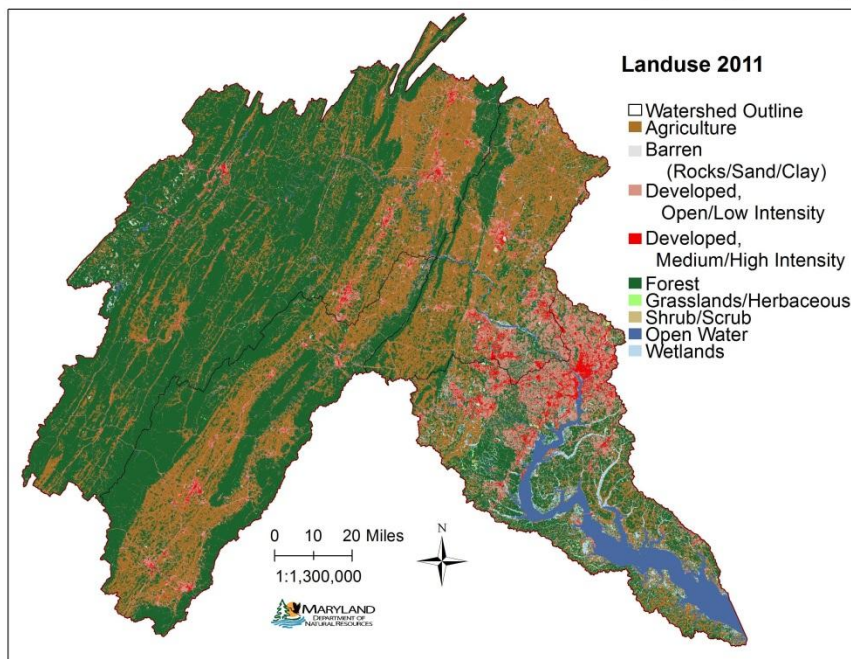 Landuse 2011
Watershed Outline
Agriculture
Barren
(Rocks/Sand/Clay)
Developed,
Open/Low Intensity
Developed,
Medium/High Intensity
Forest
Grasslands/Herbaceous
Shrub/Scrub
Open Water
Wetlands
0 10 20 Miles
1:1,300,000
N
MARYLAND
DEPARTMENT OF
NATURAL RESOURCES